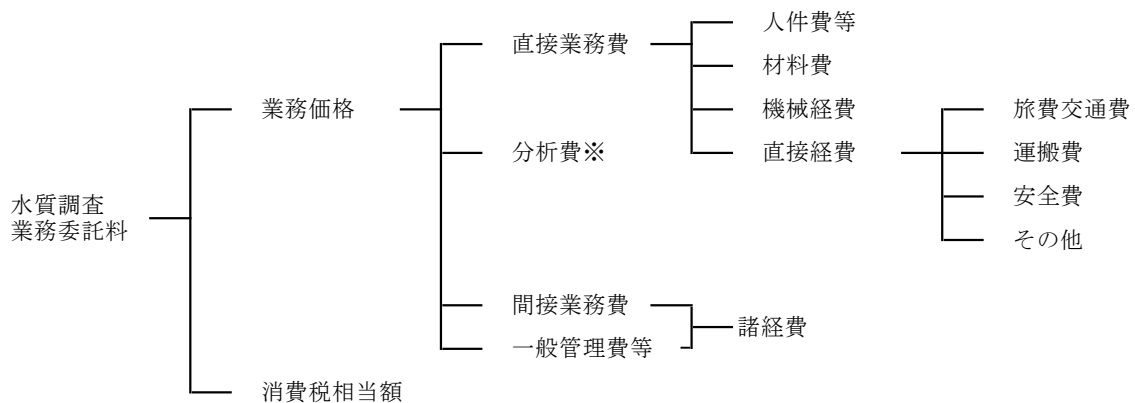 人件費等
直接業務費
材料費
業務価格
機械経費
旅費交通費
分析費※
直接経費
運搬費
水質調査
業務委託料
安全費
その他
間接業務費
諸経費
一般管理費等
消費税相当額